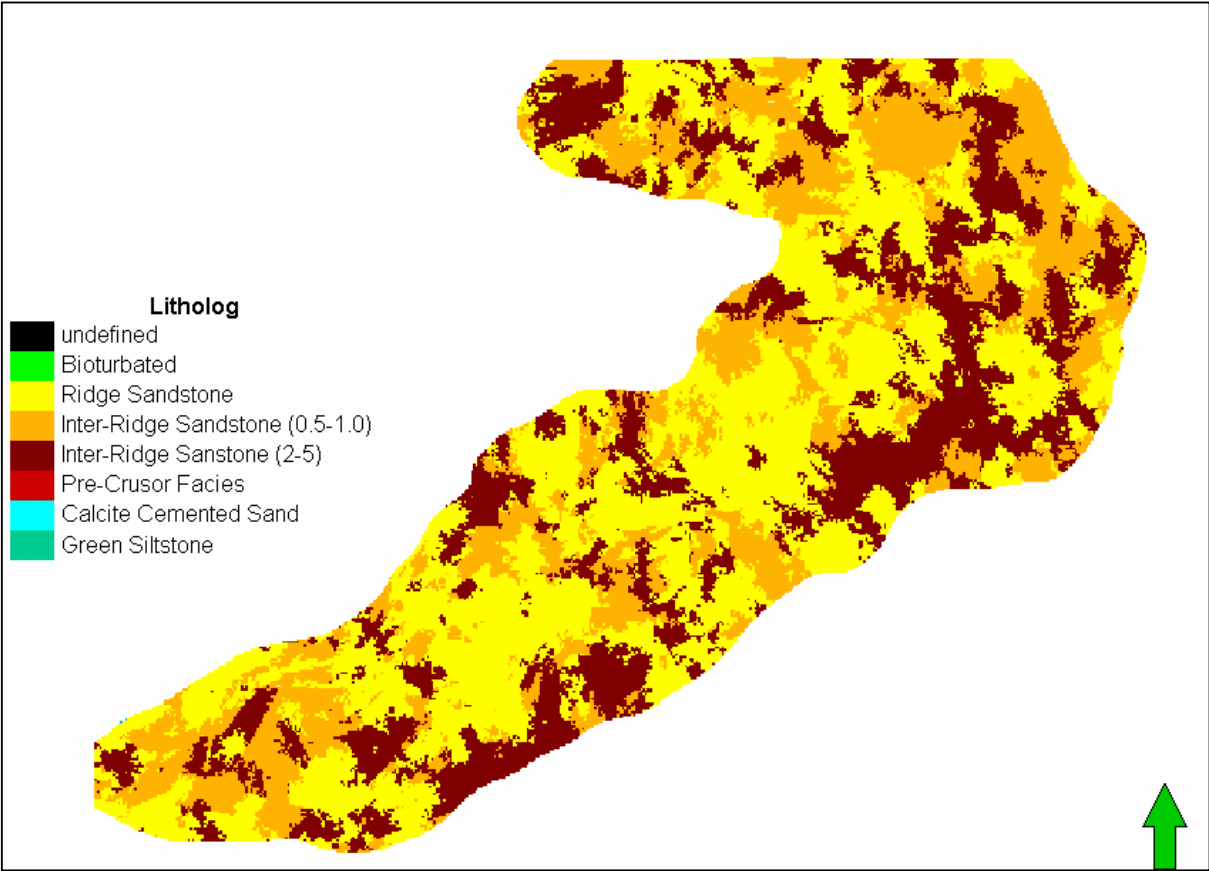 Litholog
undefined
Bioturbated
Ridge Sandstone
Inter-Ridge Sandstone (0.5-1.0)
Inter-Ridge Sanstone (2-5)
Pre-Crusor Facies
Calcite Cemented Sand
Green Siltstone